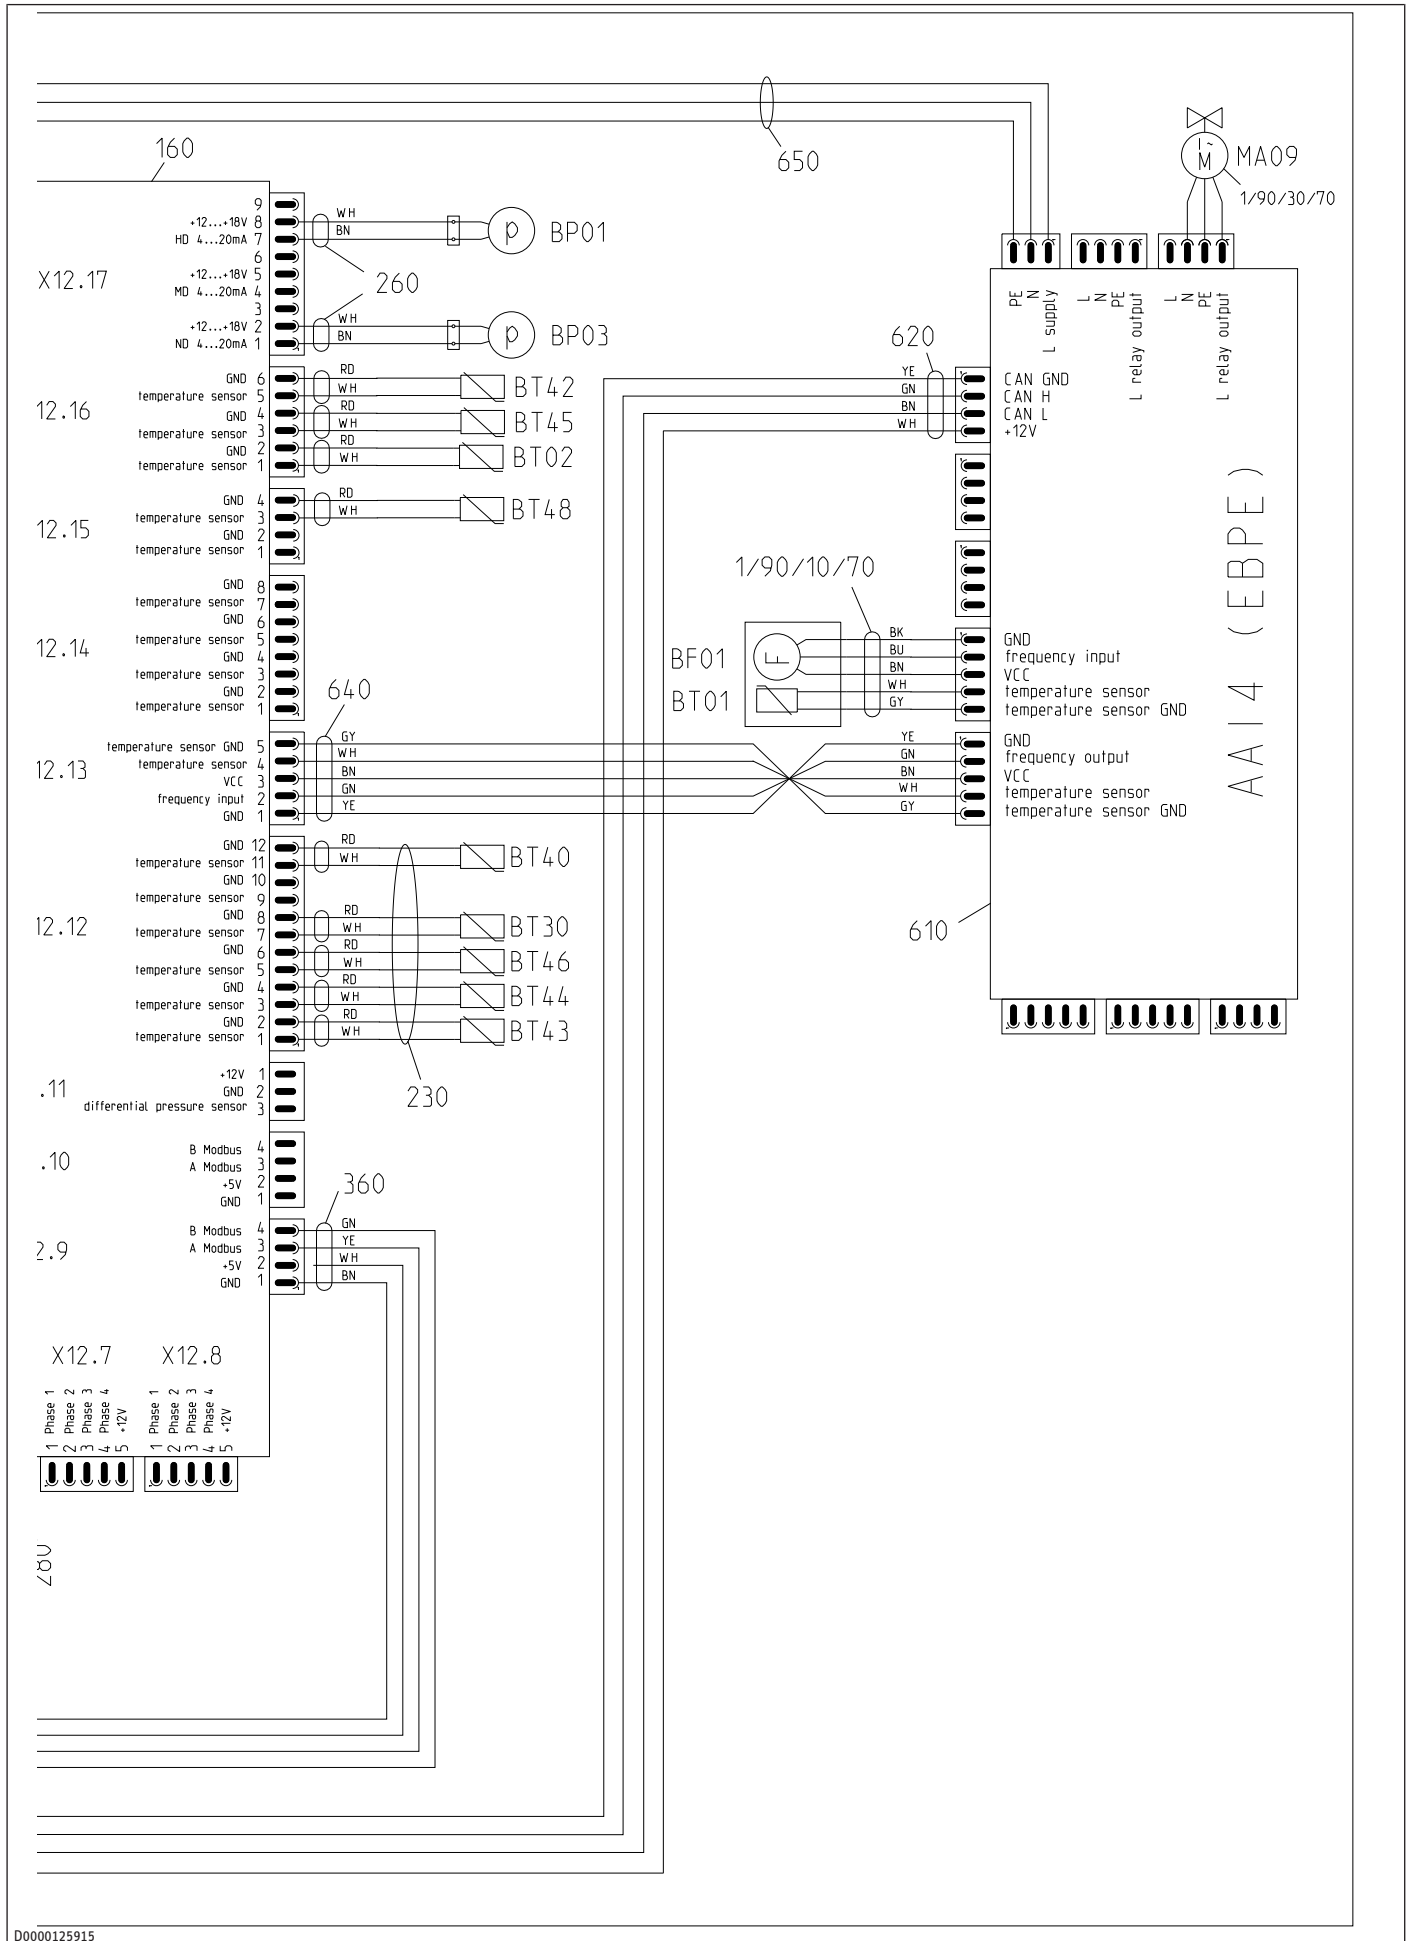 650
160
MA09
1/90/30/70
X12.17
9
+12...+18V 8
HD 4...20mA 7
6
+12...+18V 5
MD 4...20mA 4
3
+12...+18V 2
ND 4...20mA 1
WH
BN
p
BP01
260
WH
BN
p
BP03
12.16
GND 6
temperature sensor 5
GND 4
temperature sensor 3
GND 2
temperature sensor 1
RD
WH
RD
WH
RD
WH
BT42
BT45
BT02
12.15
GND 4
temperature sensor 3
GND 2
temperature sensor 1
RD
WH
BT48
12.14
GND 8
temperature sensor 7
GND 6
temperature sensor 5
GND 4
temperature sensor 3
GND 2
temperature sensor 1
640
12.13
temperature sensor GND 5
temperature sensor 4
VCC 3
frequency input 2
GND 1
GY
WH
BN
GN
YE
12.12
GND 12
temperature sensor 11
GND 10
temperature sensor 9
GND 8
temperature sensor 7
GND 6
temperature sensor 5
GND 4
temperature sensor 3
GND 2
temperature sensor 1
RD
WH
RD
WH
RD
WH
RD
WH
RD
WH
BT40
BT30
BT46
BT44
BT43
230
.11
+12V 1
GND 2
differential pressure sensor 3
.10
B Modbus 4
A Modbus 3
+5V 2
GND 1
360
2.9
B Modbus 4
A Modbus 3
+5V 2
GND 1
GN
YE
WH
BN
X12.7
1 Phase 1
2 Phase 2
3 Phase 3
4 Phase 4
5 +12V
X12.8
1 Phase 1
2 Phase 2
3 Phase 3
4 Phase 4
5 +12V
280
1~
M
PE
N
L supply
L
N
PE
L relay output
L
N
PE
L relay output
620
YE
GN
BN
WH
CAN GND
CAN H
CAN L
+12V
1/90/10/70
BF01
F
BT01
BK
BU
BN
WH
GY
GND
frequency input
VCC
temperature sensor
temperature sensor GND
YE
GN
BN
WH
GY
GND
frequency output
VCC
temperature sensor
temperature sensor GND
AA14 (EBPE)
610
D0000125915